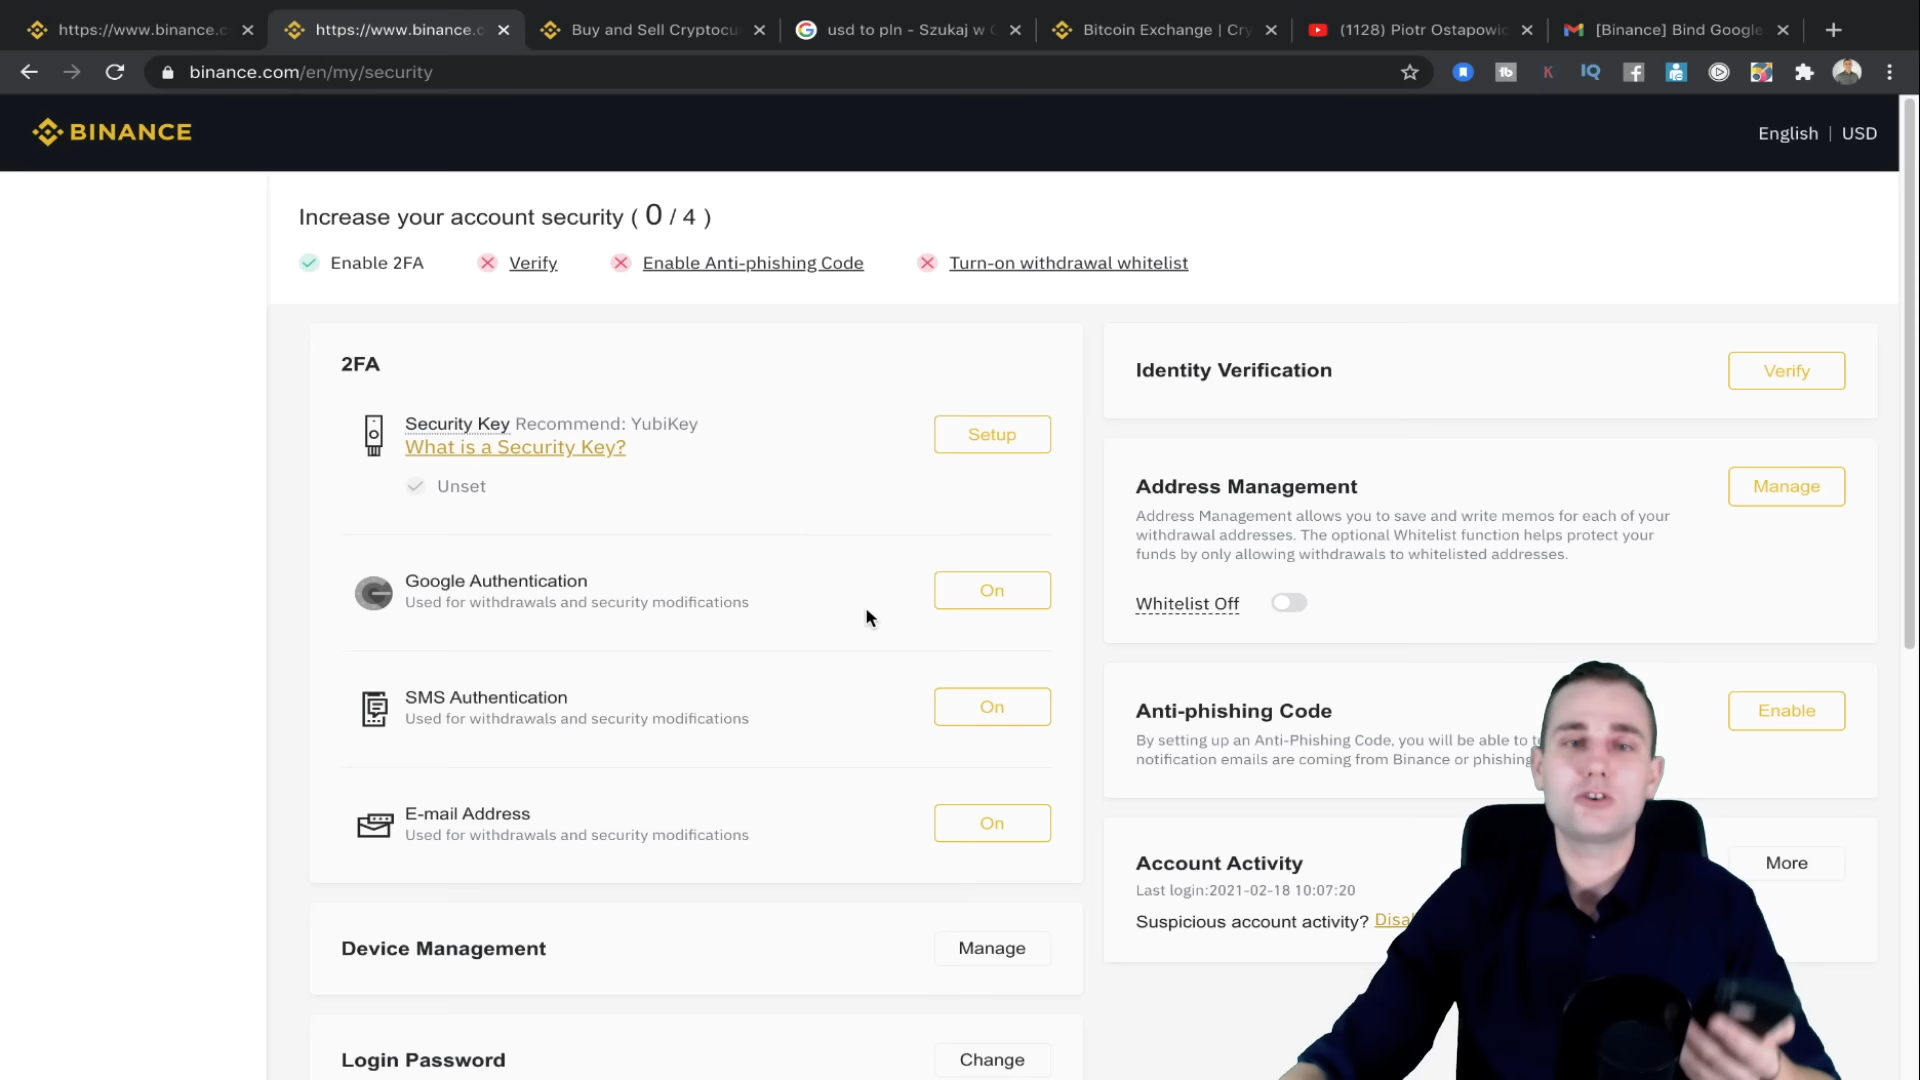 https://www.binance.c
https://www.binance.c
Buy and Sell Cryptocu
usd to pln - Szukaj w G
Bitcoin Exchange | Cry
(1128) Piotr Ostapowic
[Binance] Bind Google
binance.com/en/my/security
tb
K
IQ
BINANCE
English | USD
Increase your account security ( 0 / 4 )
Enable 2FA
Verify
Enable Anti-phishing Code
Turn-on withdrawal whitelist
2FA
Security Key Recommend: YubiKey
What is a Security Key?
Unset
Setup
Google Authentication
Used for withdrawals and security modifications
On
SMS Authentication
Used for withdrawals and security modifications
On
E-mail Address
Used for withdrawals and security modifications
On
Device Management
Manage
Login Password
Change
Identity Verification
Verify
Address Management
Manage
Address Management allows you to save and write memos for each of your
withdrawal addresses. The optional Whitelist function helps protect your
funds by only allowing withdrawals to whitelisted addresses.
Whitelist Off
Anti-phishing Code
Enable
By setting up an Anti-Phishing Code, you will be able to t
notification emails are coming from Binance or phishing
Account Activity
More
Last login:2021-02-18 10:07:20
Suspicious account activity? Disa